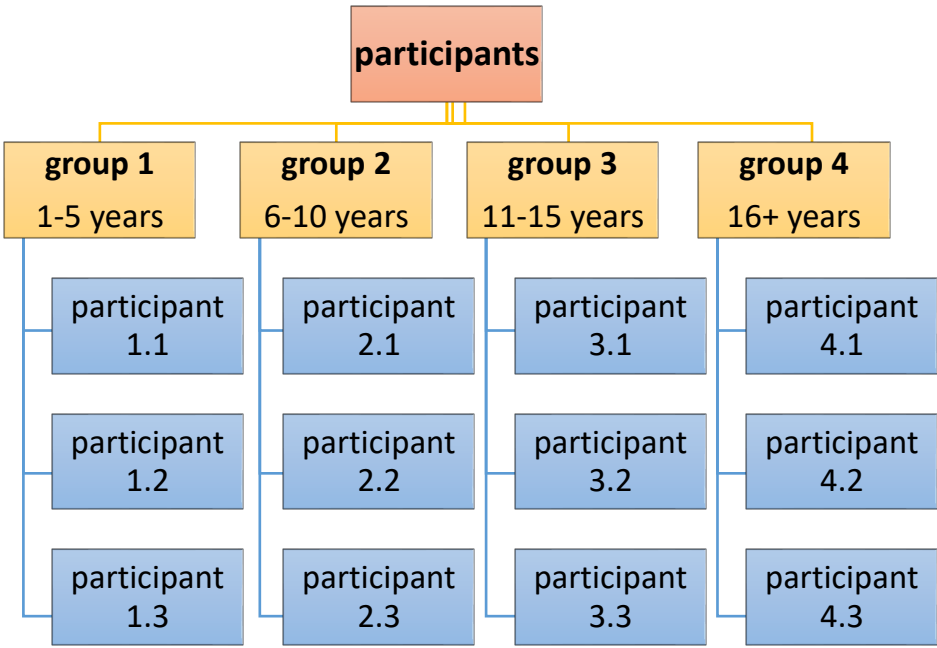 participants
group 1
1-5 years
group 2
6-10 years
group 3
11-15 years
group 4
16+ years
participant
1.1
participant
2.1
participant
3.1
participant
4.1
participant
1.2
participant
2.2
participant
3.2
participant
4.2
participant
1.3
participant
2.3
participant
3.3
participant
4.3